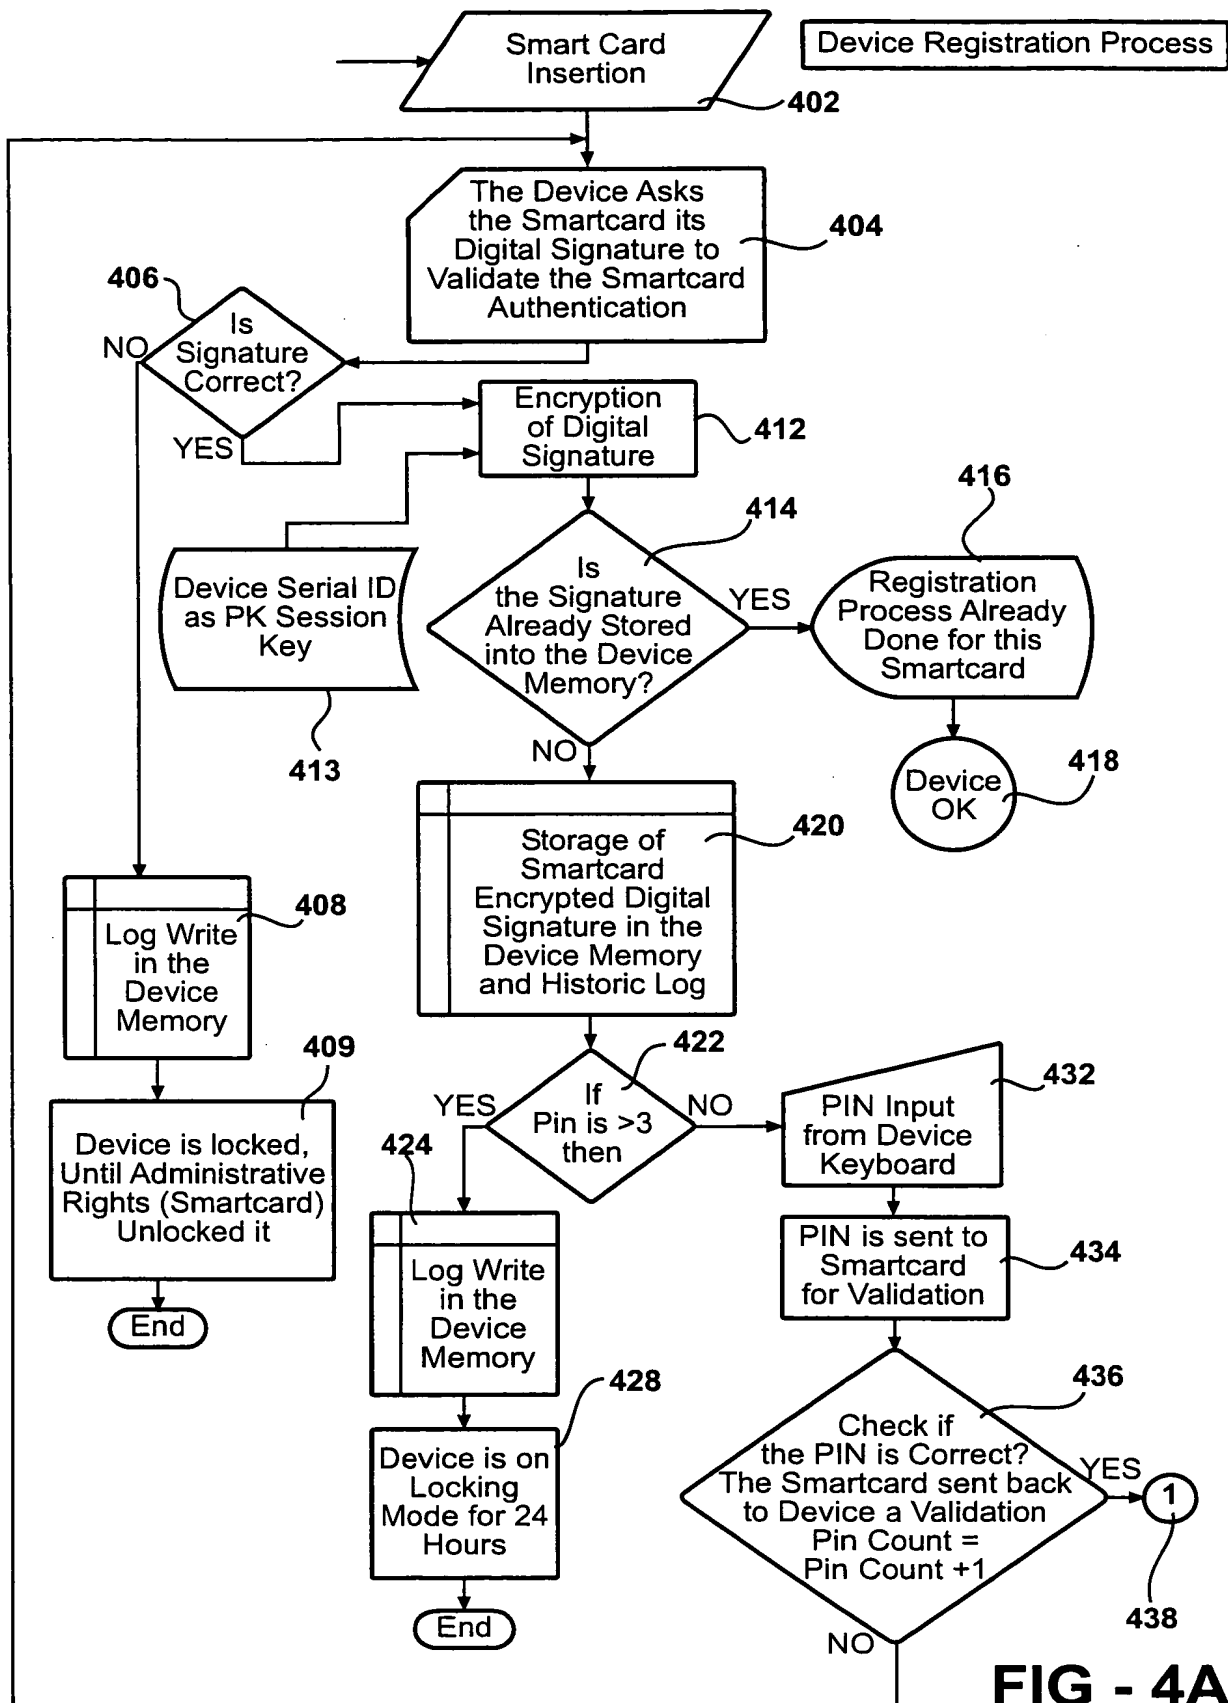 Smart Card
Insertion
Device Registration Process
402
The Device Asks
the Smartcard its
Digital Signature to
Validate the Smartcard
Authentication
404
406
Is
Signature
Correct?
NO
YES
Encryption
of Digital
Signature
412
Device Serial ID
as PK Session
Key
413
414
Is
the Signature
Already Stored
into the Device
Memory?
YES
NO
416
Registration
Process Already
Done for this
Smartcard
Device
OK
418
Storage of
Smartcard
Encrypted Digital
Signature in the
Device Memory
and Historic Log
420
Log Write
in the
Device
Memory
408
409
Device is locked,
Until Administrative
Rights (Smartcard)
Unlocked it
End
422
If
Pin is >3
then
YES
NO
424
Log Write
in the
Device
Memory
428
Device is on
Locking
Mode for 24
Hours
End
PIN Input
from Device
Keyboard
432
PIN is sent to
Smartcard
for Validation
434
436
Check if
the PIN is Correct?
The Smartcard sent back
to Device a Validation
Pin Count =
Pin Count +1
YES
1
438
NO
FIG - 4A